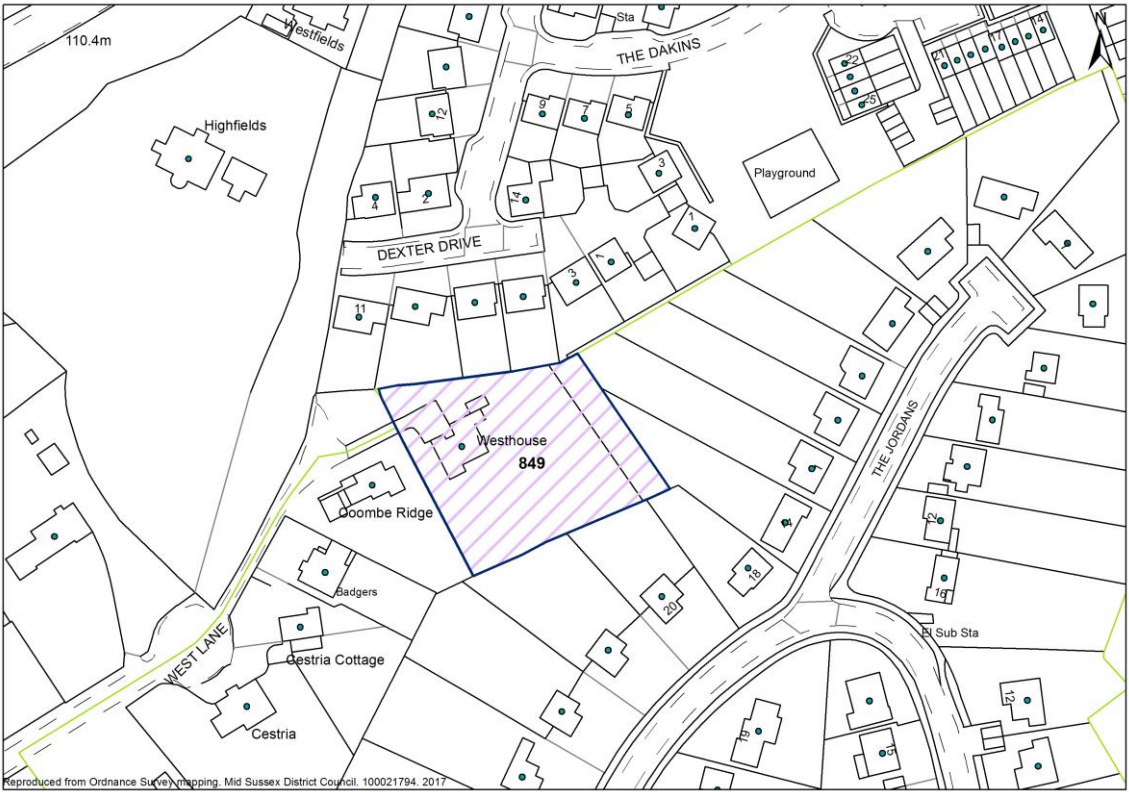 Sta
N
Westfields
14
110.4m
THE DAKINS
17
22
21
25
9
7
5
12
Highfields
3
Playground
4
2
14
1
DEXTER DRIVE
1
3
11
1
THE JORDANS
Westhouse
849
7
Coombe Ridge
12
14
18
Badgers
16
20
El Sub Sta
WEST LANE
Cestria Cottage
12
Cestria
19
15
Reproduced from Ordnance Survey mapping. Mid Sussex District Council. 100021794. 2017